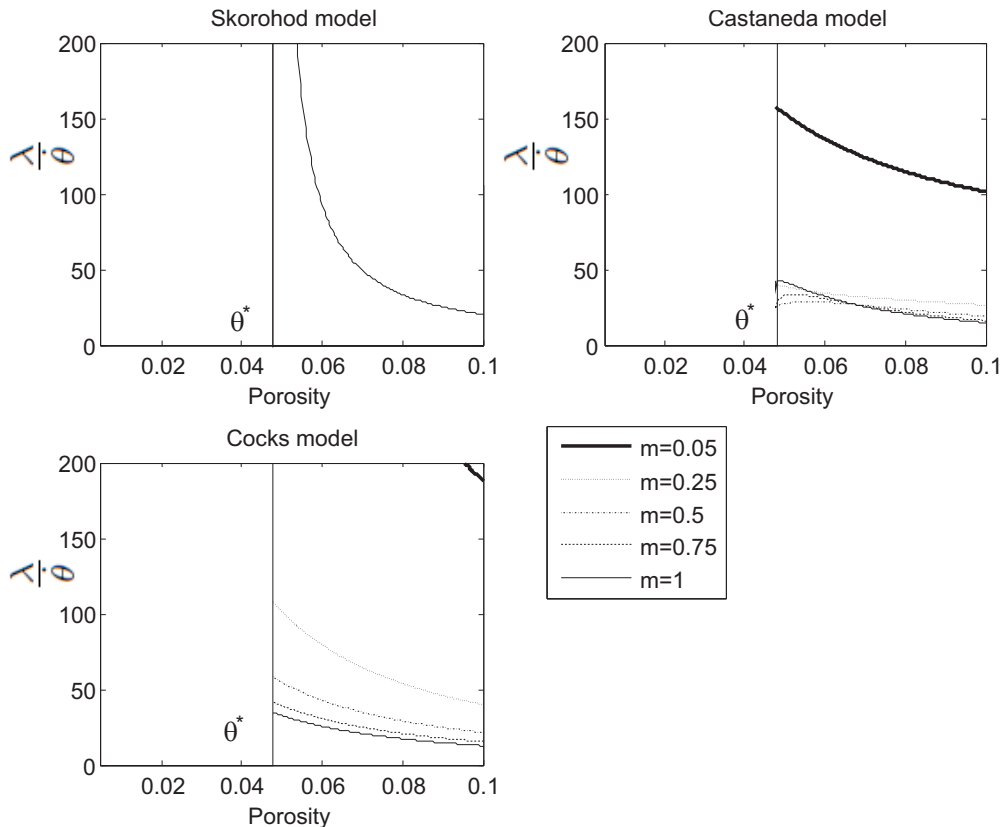 Skorohod model
200
150
100
50
0
λ
θ̇
θ*
0.02
0.04
0.06
0.08
0.1
Porosity
Castaneda model
200
150
100
50
0
λ
θ̇
θ*
0.02
0.04
0.06
0.08
0.1
Porosity
Cocks model
200
150
100
50
0
λ
θ̇
θ*
0.02
0.04
0.06
0.08
0.1
Porosity
m=0.05
m=0.25
m=0.5
m=0.75
m=1